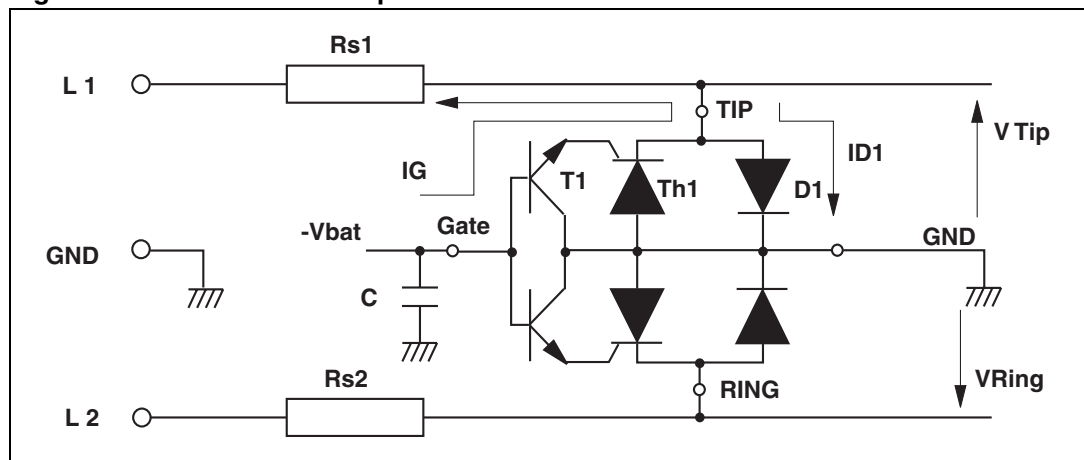 Rs1
L 1
TIP
V Tip
IG
ID1
T1
Th1
D1
-Vbat
Gate
GND
GND
C
Rs2
RING
VRing
L 2